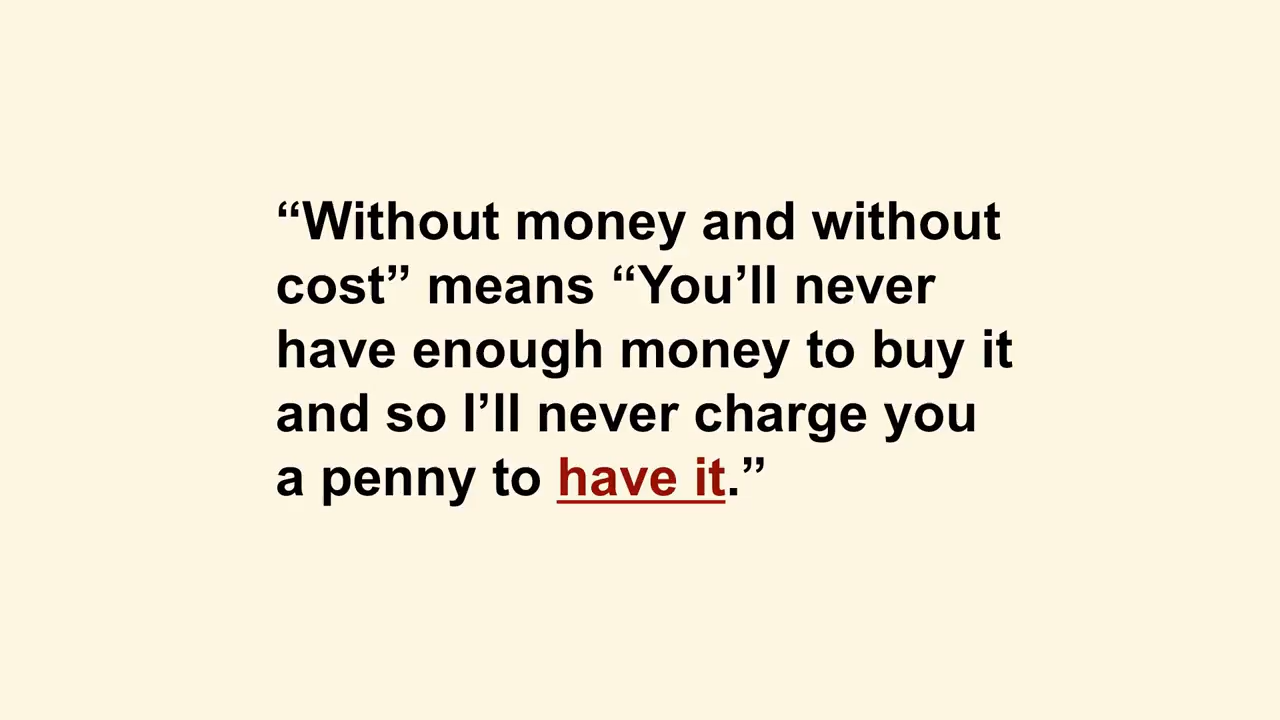 “Without money and without
cost” means “You’ll never
have enough money to buy it
and so I’ll never charge you
a penny to have it.”